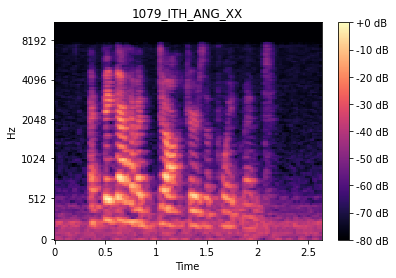 1079_ITH_ANG_XX
Hz
8192
4096
2048
1024
512
0
0
0.5
1
1.5
2
2.5
Time
+0 dB
-10 dB
-20 dB
-30 dB
-40 dB
-50 dB
-60 dB
-70 dB
-80 dB